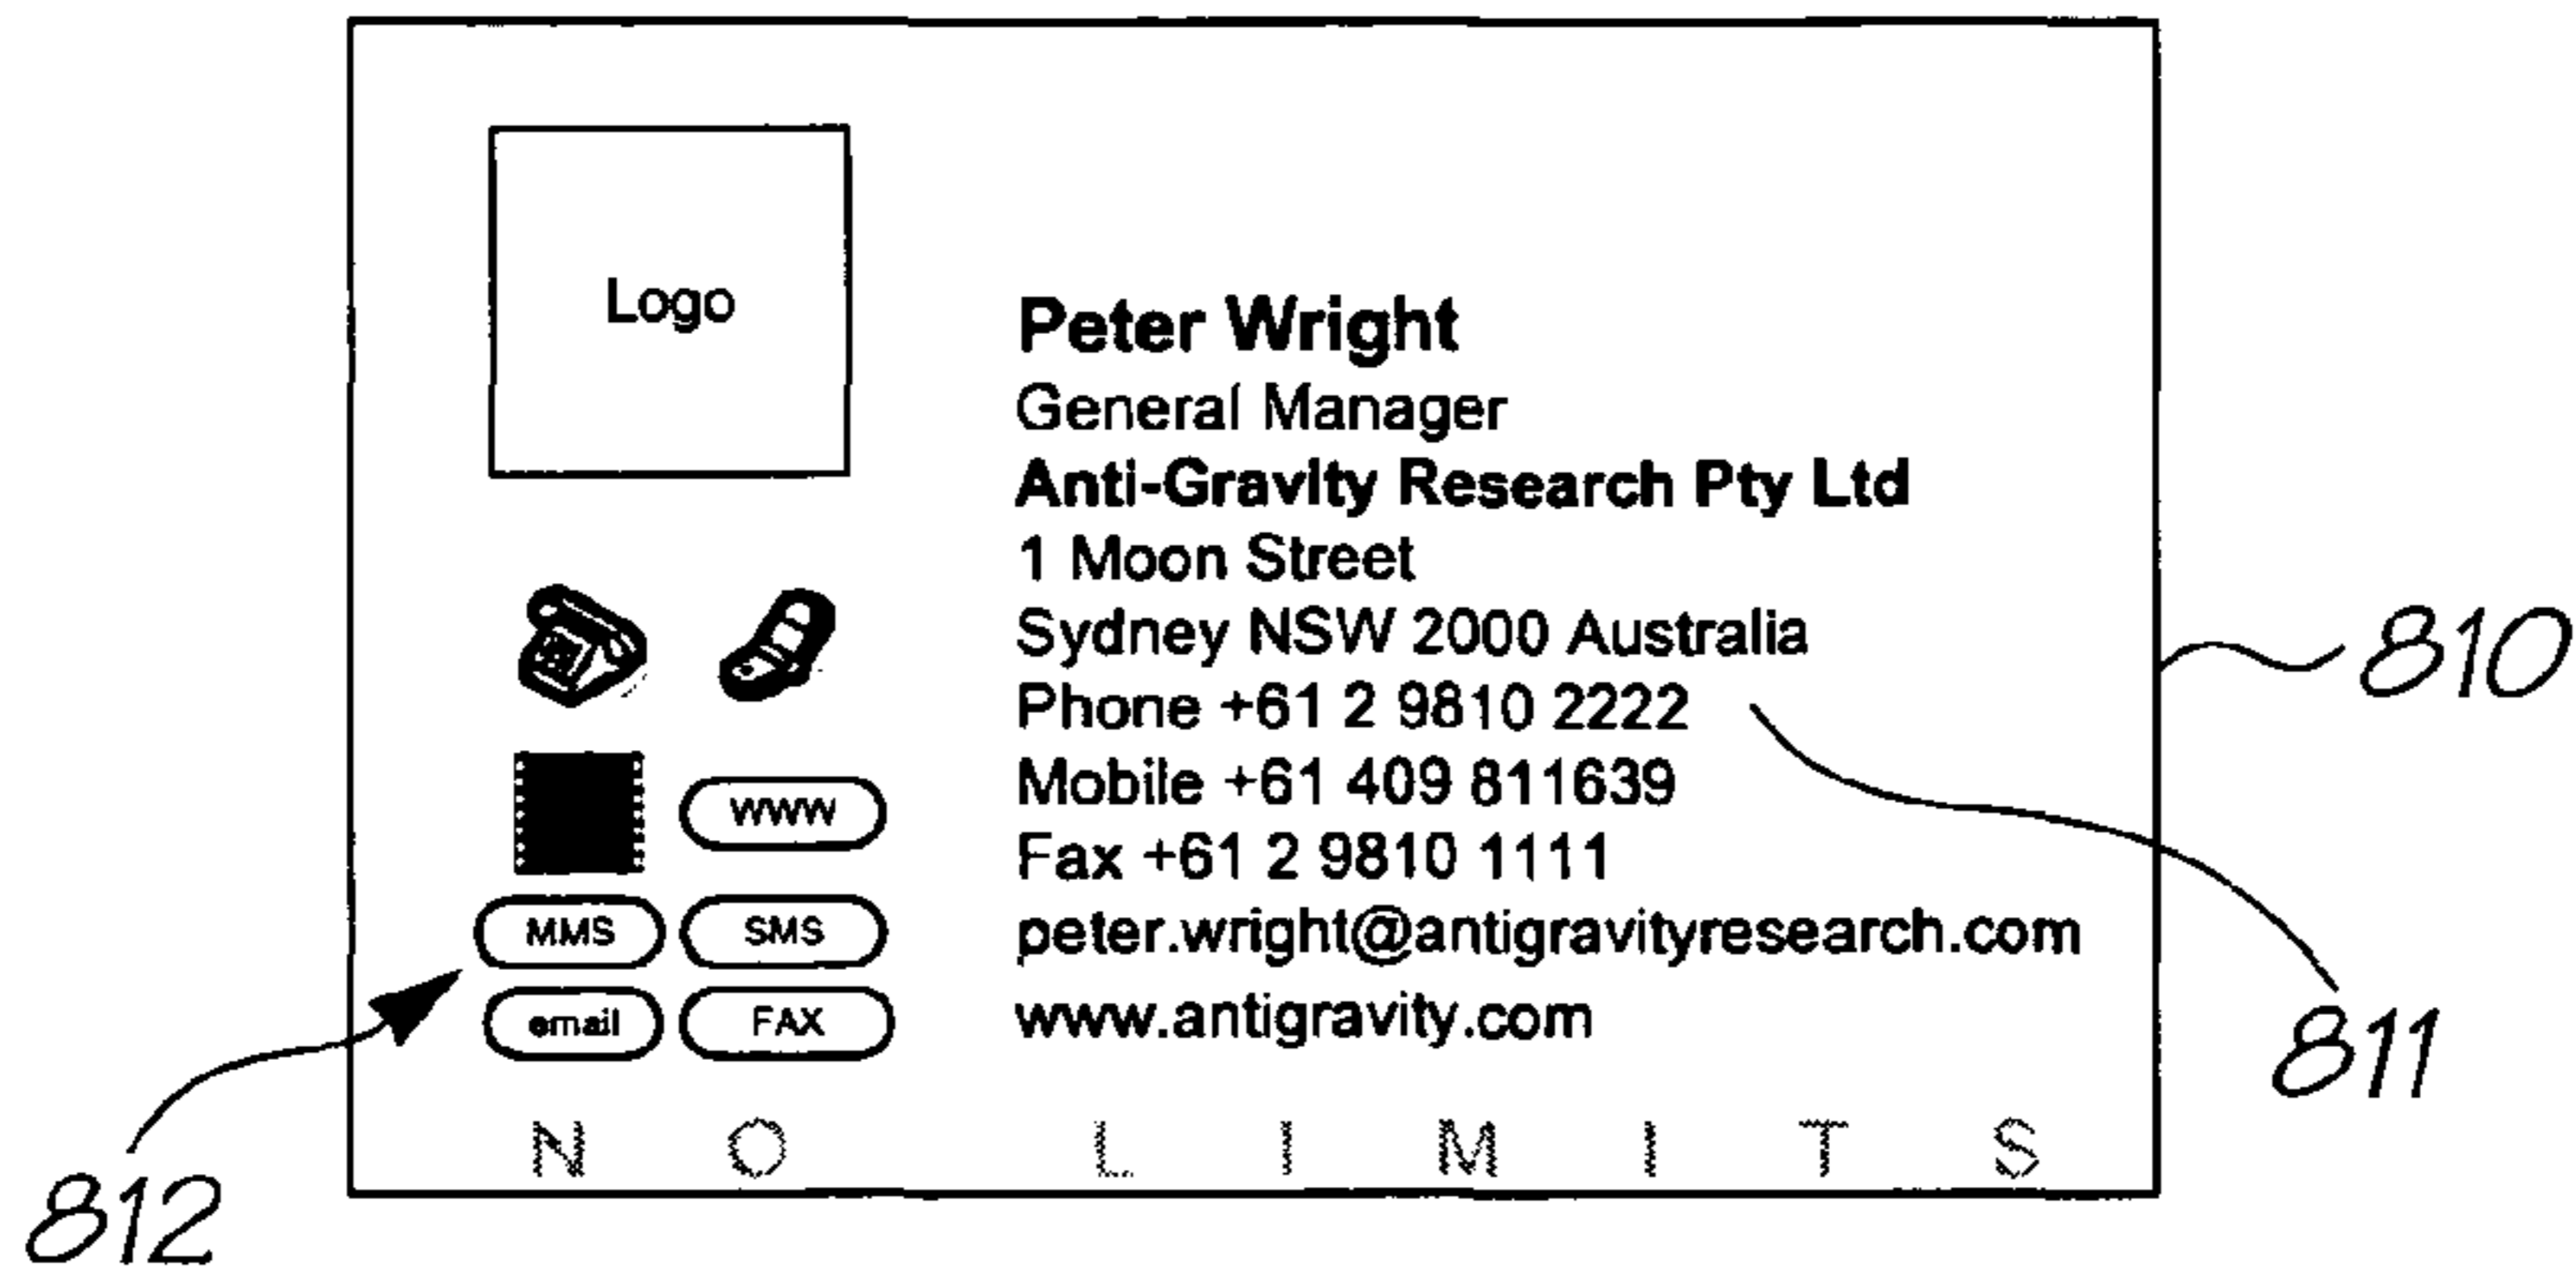 Logo
Peter Wright
General Manager
Anti-Gravity Research Pty Ltd
1 Moon Street
Sydney NSW 2000 Australia
Phone +61 2 9810 2222
Mobile +61 409 811639
Fax +61 2 9810 1111
peter.wright@antigravityresearch.com
www.antigravity.com
WWW
MMS SMS
email FAX
N O L I M I T S
810
811
812